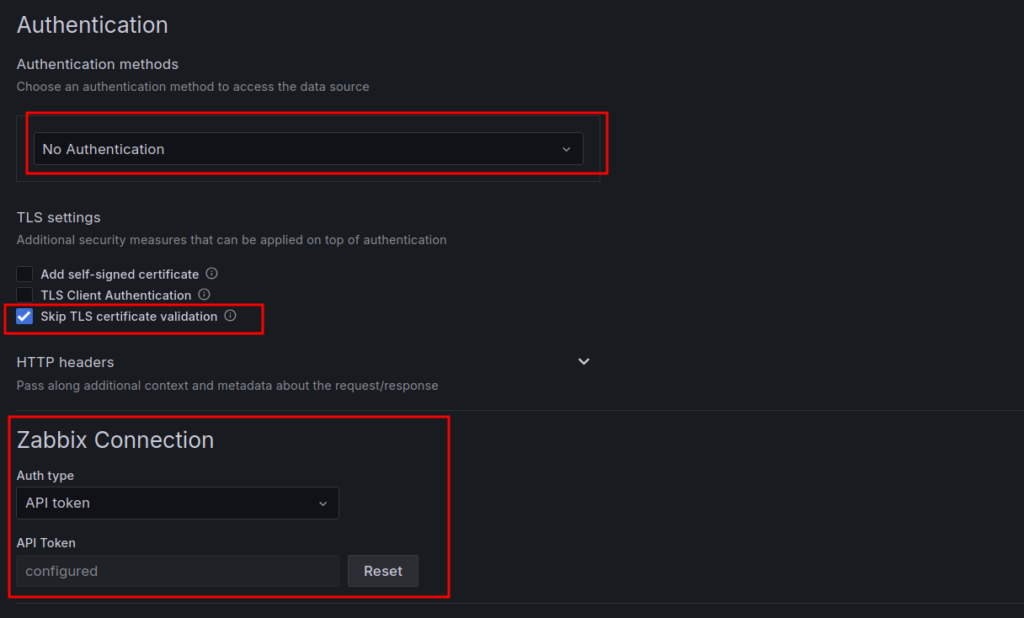 Authentication
Authentication methods
Choose an authentication method to access the data source
No Authentication
TLS settings
Additional security measures that can be applied on top of authentication
Add self-signed certificate
TLS Client Authentication
Skip TLS certificate validation
HTTP headers
Pass along additional context and metadata about the request/response
Zabbix Connection
Auth type
API token
API Token
configured
Reset